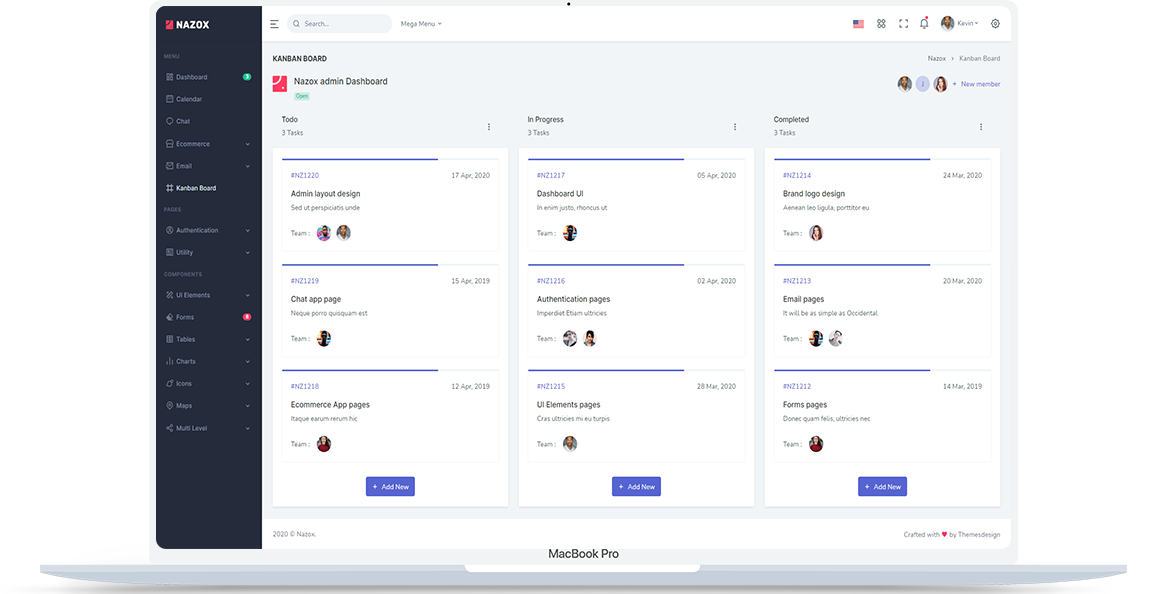 NAZOX
Search...
Mega Menu
Kevin
MENU
Dashboard 3
Calendar
Chat
Ecommerce
Email
Kanban Board
PAGES
Authentication
Utility
COMPONENTS
UI Elements
Forms 8
Tables
Charts
Icons
Maps
Multi Level
KANBAN BOARD
Nazox > Kanban Board
Nazox admin Dashboard
Open
+ New member
Todo
3 Tasks
#NZ1220 17 Apr, 2020
Admin layout design
Sed ut perspiciatis unde
Team :
#NZ1219 15 Apr, 2019
Chat app page
Neque porro quisquam est
Team :
#NZ1218 12 Apr, 2019
Ecommerce App pages
Itaque earum rerum hic
Team :
+ Add New
In Progress
3 Tasks
#NZ1217 05 Apr, 2020
Dashboard UI
In enim justo, rhoncus ut
Team :
#NZ1216 02 Apr, 2020
Authentication pages
Imperdiet Etiam ultricies
Team :
#NZ1215 28 Mar, 2020
UI Elements pages
Cras ultricies mi eu turpis
Team :
+ Add New
Completed
3 Tasks
#NZ1214 24 Mar, 2020
Brand logo design
Aenean leo ligula, porttitor eu
Team :
#NZ1213 20 Mar, 2020
Email pages
It will be as simple as Occidental
Team :
#NZ1212 14 Mar, 2019
Forms pages
Donec quam felis, ultricies nec
Team :
+ Add New
2020 © Nazox.
Crafted with ♥ by Themesdesign
MacBook Pro